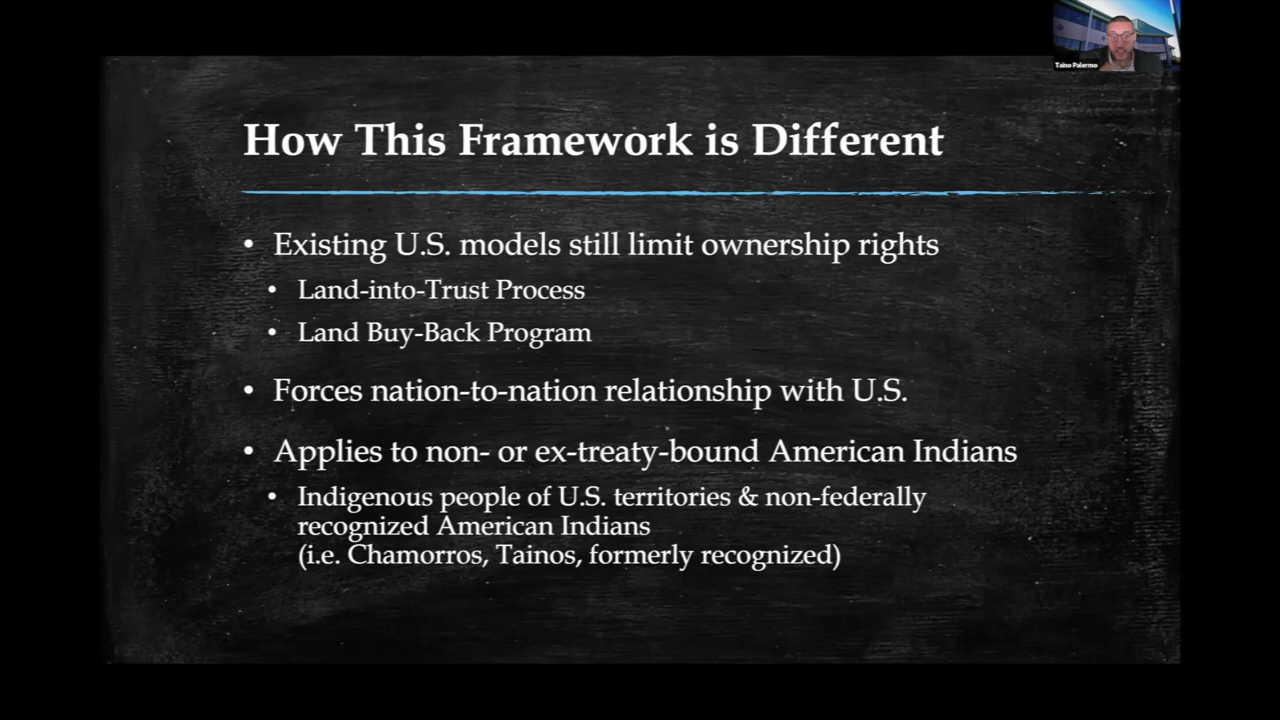 Taino Palermo
How This Framework is Different
• Existing U.S. models still limit ownership rights
• Land-into-Trust Process
• Land Buy-Back Program
• Forces nation-to-nation relationship with U.S.
• Applies to non- or ex-treaty-bound American Indians
• Indigenous people of U.S. territories & non-federally
recognized American Indians
(i.e. Chamorros, Tainos, formerly recognized)